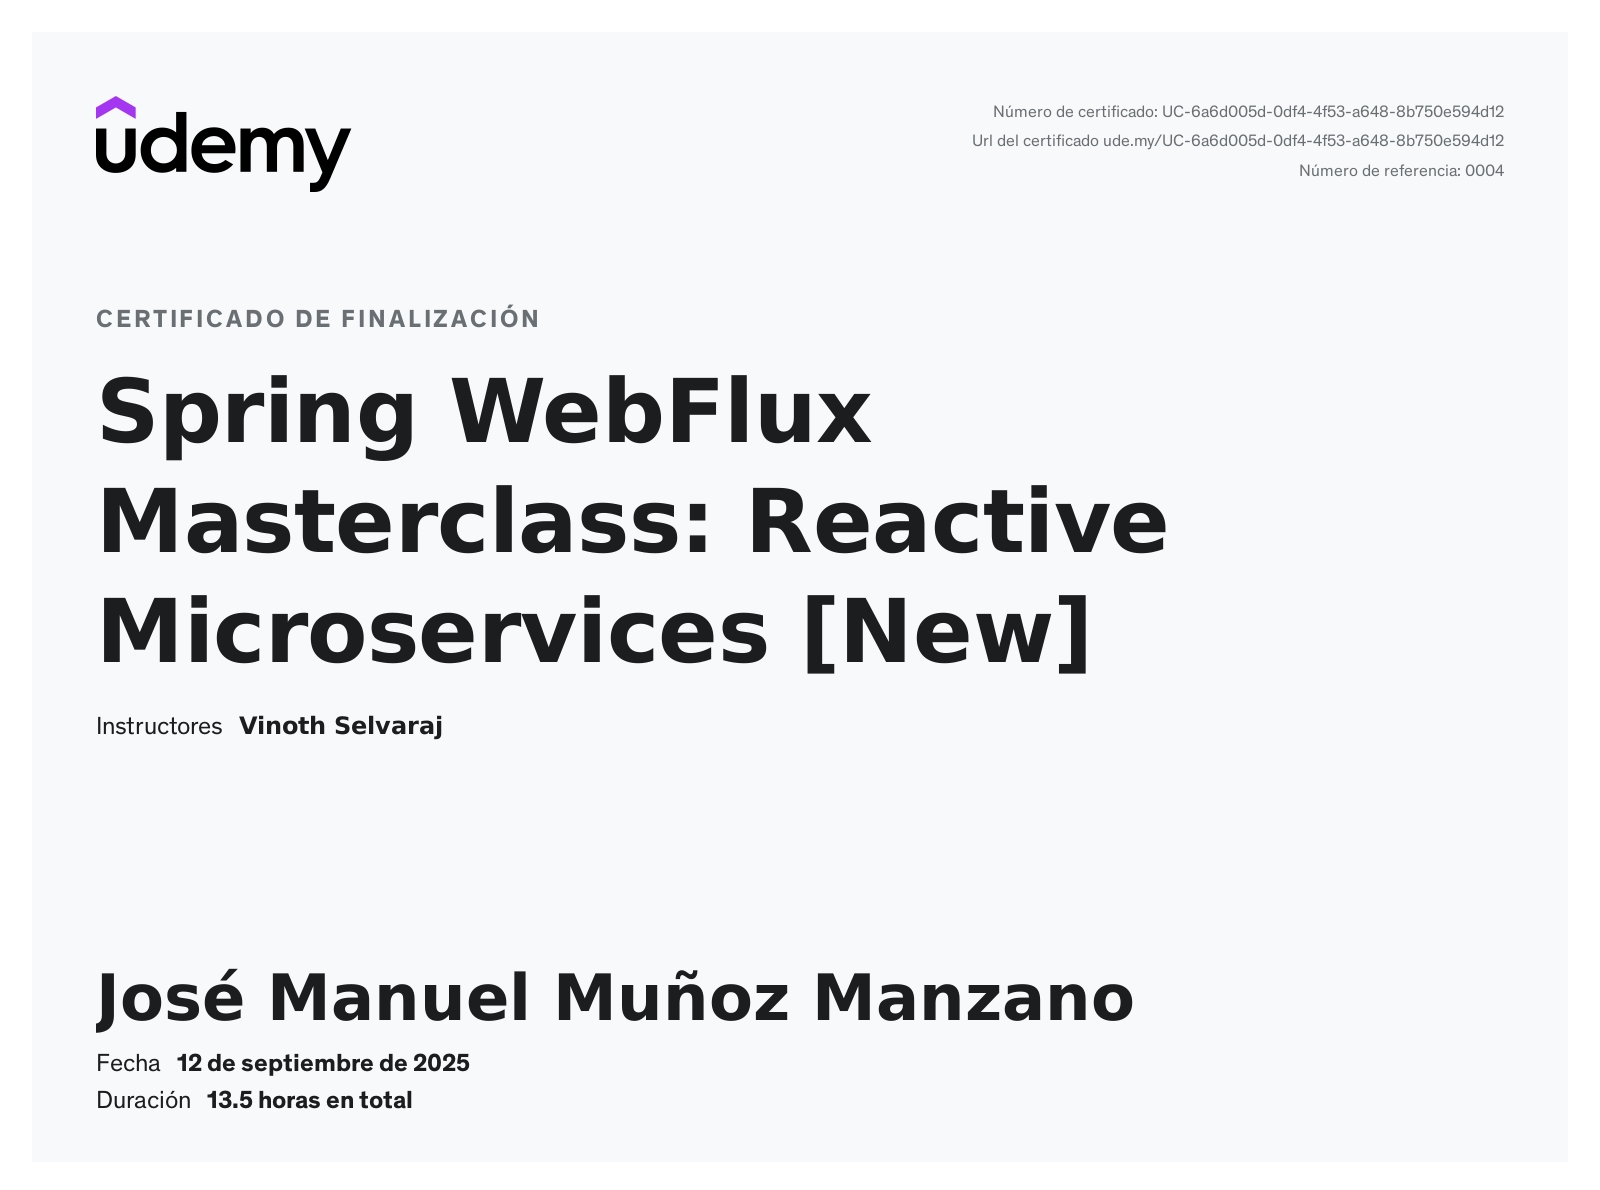 udemy
Número de certificado: UC-6a6d005d-0df4-4f53-a648-8b750e594d12
Url del certificado ude.my/UC-6a6d005d-0df4-4f53-a648-8b750e594d12
Número de referencia: 0004
CERTIFICADO DE FINALIZACIÓN
Spring WebFlux
Masterclass: Reactive
Microservices [New]
Instructores Vinoth Selvaraj
José Manuel Muñoz Manzano
Fecha 12 de septiembre de 2025
Duración 13.5 horas en total